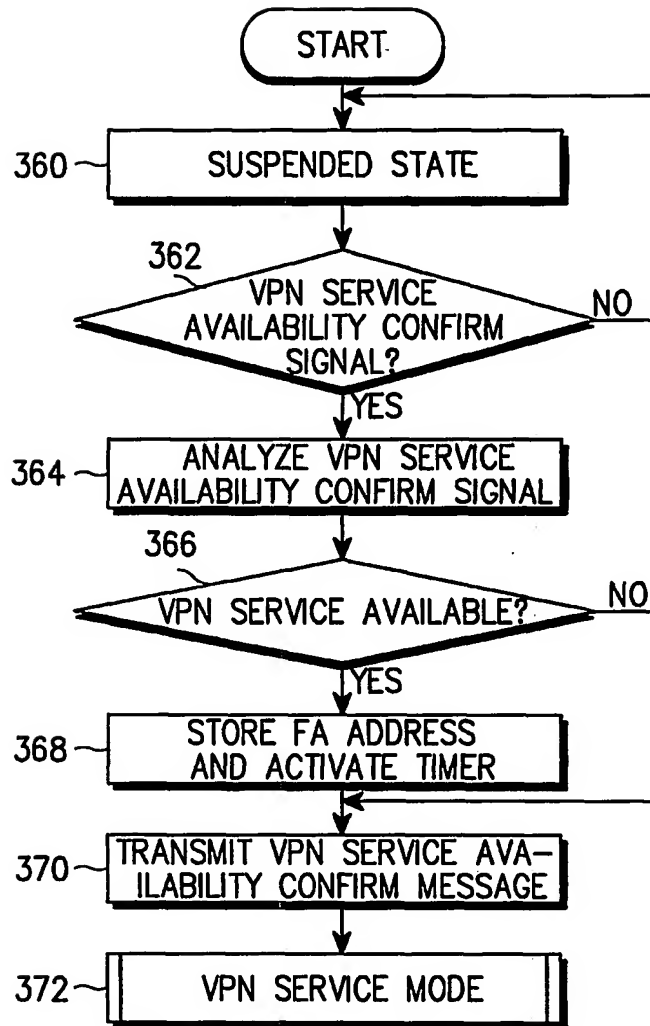 START
360
SUSPENDED STATE
362
VPN SERVICE
AVAILABILITY CONFIRM
SIGNAL?
NO
YES
364
ANALYZE VPN SERVICE
AVAILABILITY CONFIRM SIGNAL
366
VPN SERVICE AVAILABLE?
NO
YES
368
STORE FA ADDRESS
AND ACTIVATE TIMER
370
TRANSMIT VPN SERVICE AVA-
ILABILITY CONFIRM MESSAGE
372
VPN SERVICE MODE